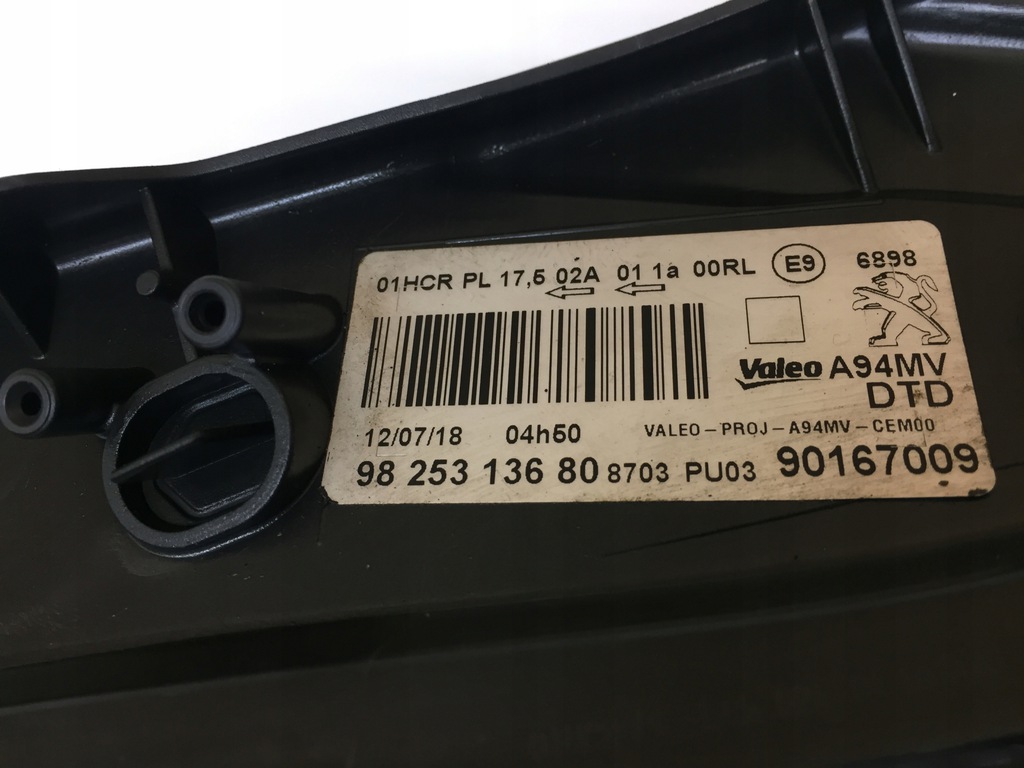 01HCR PL 17,5 02A 01 1a 00RL E9 6898
Valeo A94MV
DTD
12/07/18 04h50 VALEO-PROJ-A94MV-CEM00
98 253 136 80 8703 PU03 90167009